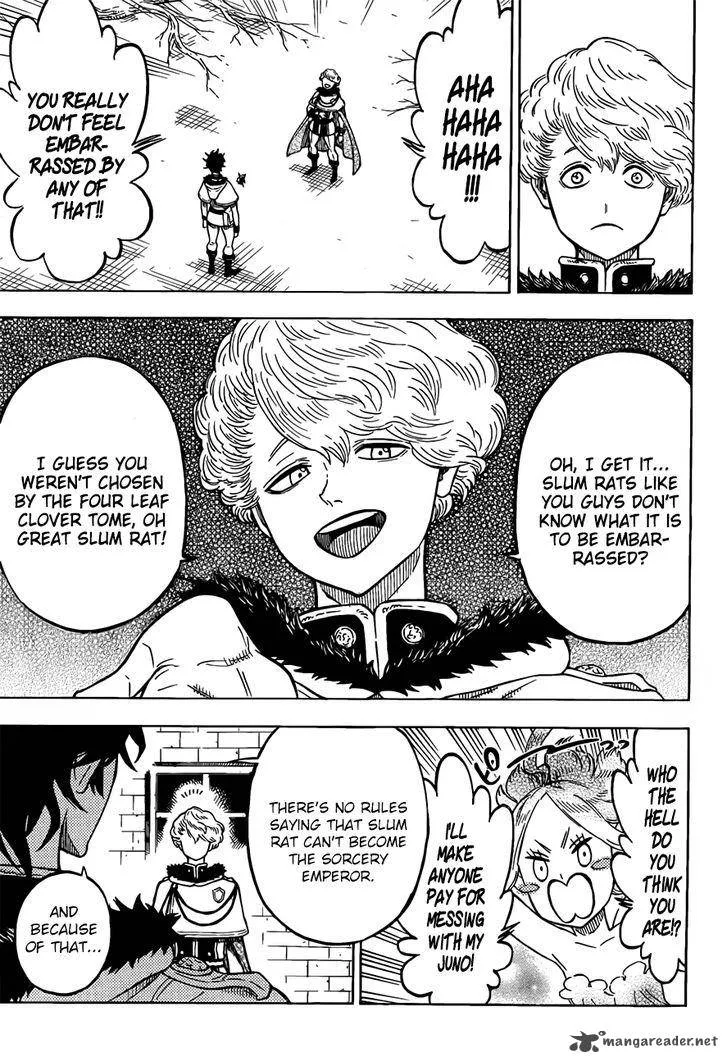 AHA
HAHA
HAHA
!!!
YOU REALLY
DON'T FEEL
EMBAR-
RASSED BY
ANY OF
THAT!!
OH, I GET IT...
SLUM RATS LIKE
YOU GUYS DON'T
KNOW WHAT IT IS
TO BE EMBAR-
RASSED?
I GUESS YOU
WEREN'T CHOSEN
BY THE FOUR LEAF
CLOVER TOME, OH
GREAT SLUM RAT!
WHO
THE HELL
DO YOU
THINK
YOU
ARE!?
I'LL
MAKE
ANYONE
PAY FOR
MESSING
WITH MY
JUNO!
THERE'S NO RULES
SAYING THAT SLUM
RAT CAN'T BECOME
THE SORCERY
EMPEROR.
AND
BECAUSE
OF THAT...
mangareader.net